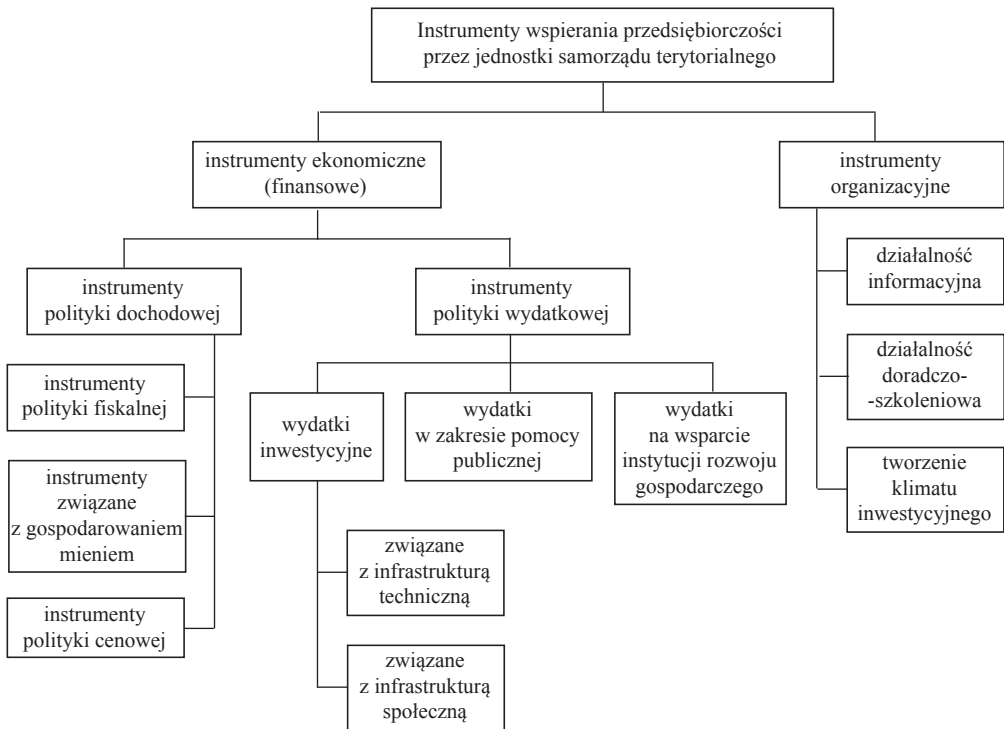 Instrumenty wspierania przedsiębiorczości
przez jednostki samorządu terytorialnego
instrumenty ekonomiczne
(finansowe)
instrumenty
organizacyjne
instrumenty
polityki dochodowej
instrumenty
polityki wydatkowej
działalność
informacyjna
działalność
doradczo-
-szkoleniowa
tworzenie
klimatu
inwestycyjnego
instrumenty
polityki fiskalnej
instrumenty
związane
z gospodarowaniem
mieniem
instrumenty
polityki cenowej
wydatki
inwestycyjne
wydatki
w zakresie pomocy
publicznej
wydatki
na wsparcie
instytucji rozwoju
gospodarczego
związane
z infrastrukturą
techniczną
związane
z infrastrukturą
społeczną